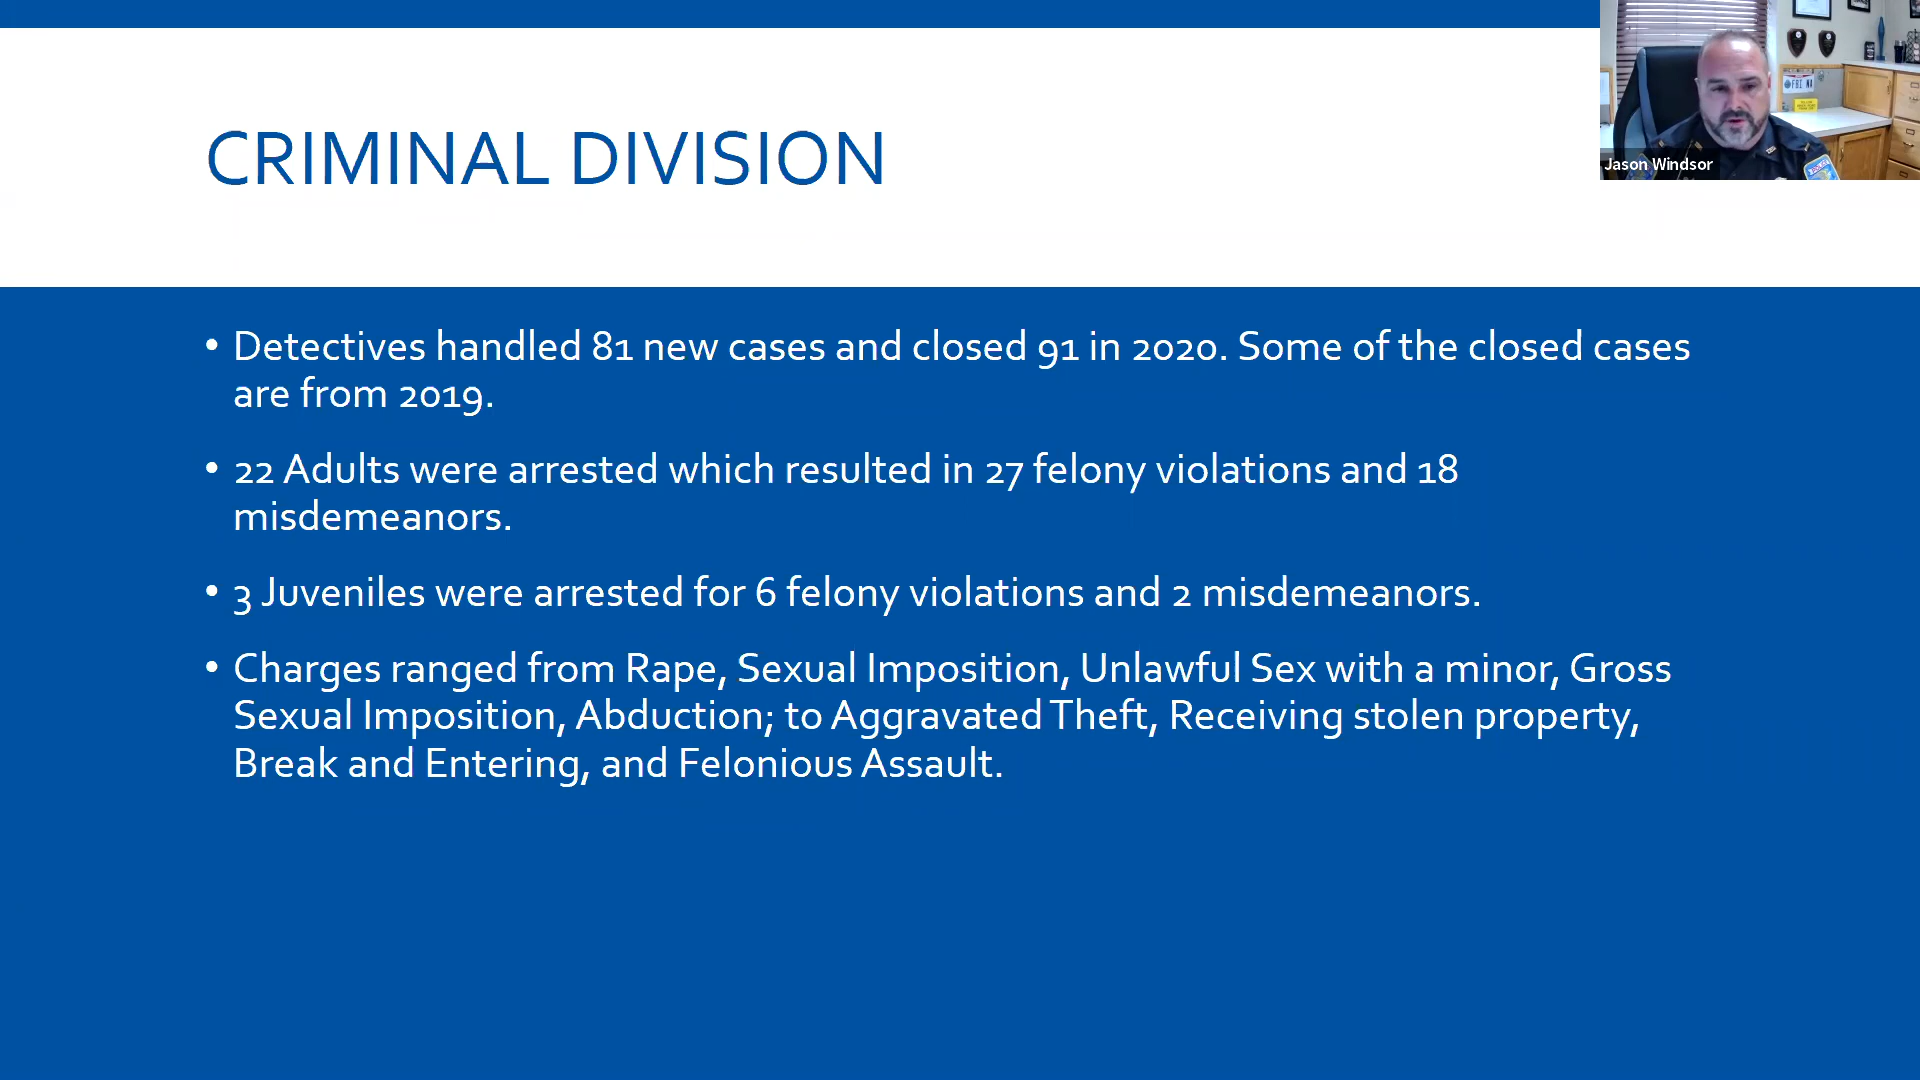 CRIMINAL DIVISION
Jason Windsor
• Detectives handled 81 new cases and closed 91 in 2020. Some of the closed cases
are from 2019.
• 22 Adults were arrested which resulted in 27 felony violations and 18
misdemeanors.
• 3 Juveniles were arrested for 6 felony violations and 2 misdemeanors.
• Charges ranged from Rape, Sexual Imposition, Unlawful Sex with a minor, Gross
Sexual Imposition, Abduction; to Aggravated Theft, Receiving stolen property,
Break and Entering, and Felonious Assault.